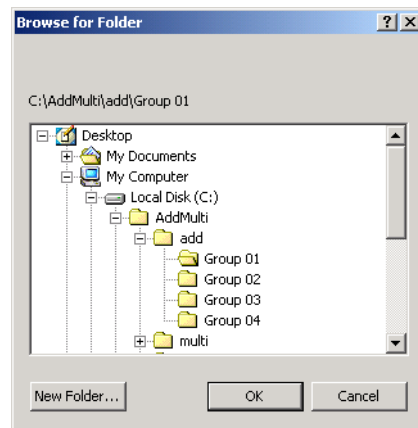 Browse for Folder
C:\AddMulti\add\Group 01
Desktop
My Documents
My Computer
Local Disk (C:)
AddMulti
add
Group 01
Group 02
Group 03
Group 04
multi
New Folder... OK Cancel